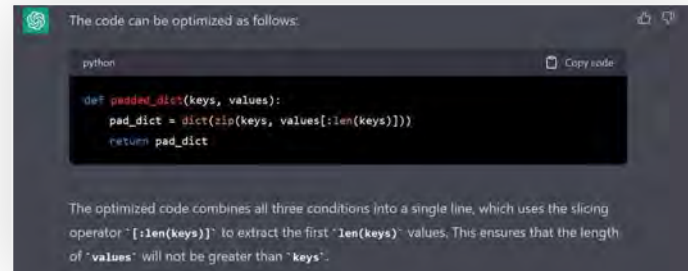 The code can be optimized as follows:
python
Copy code
def padded_dict(keys, values):
    pad_dict = dict(zip(keys, values[:len(keys)]))
    return pad_dict
The optimized code combines all three conditions into a single line, which uses the slicing
operator `[:len(keys)]` to extract the first `len(keys)` values. This ensures that the length
of `values` will not be greater than `keys`.